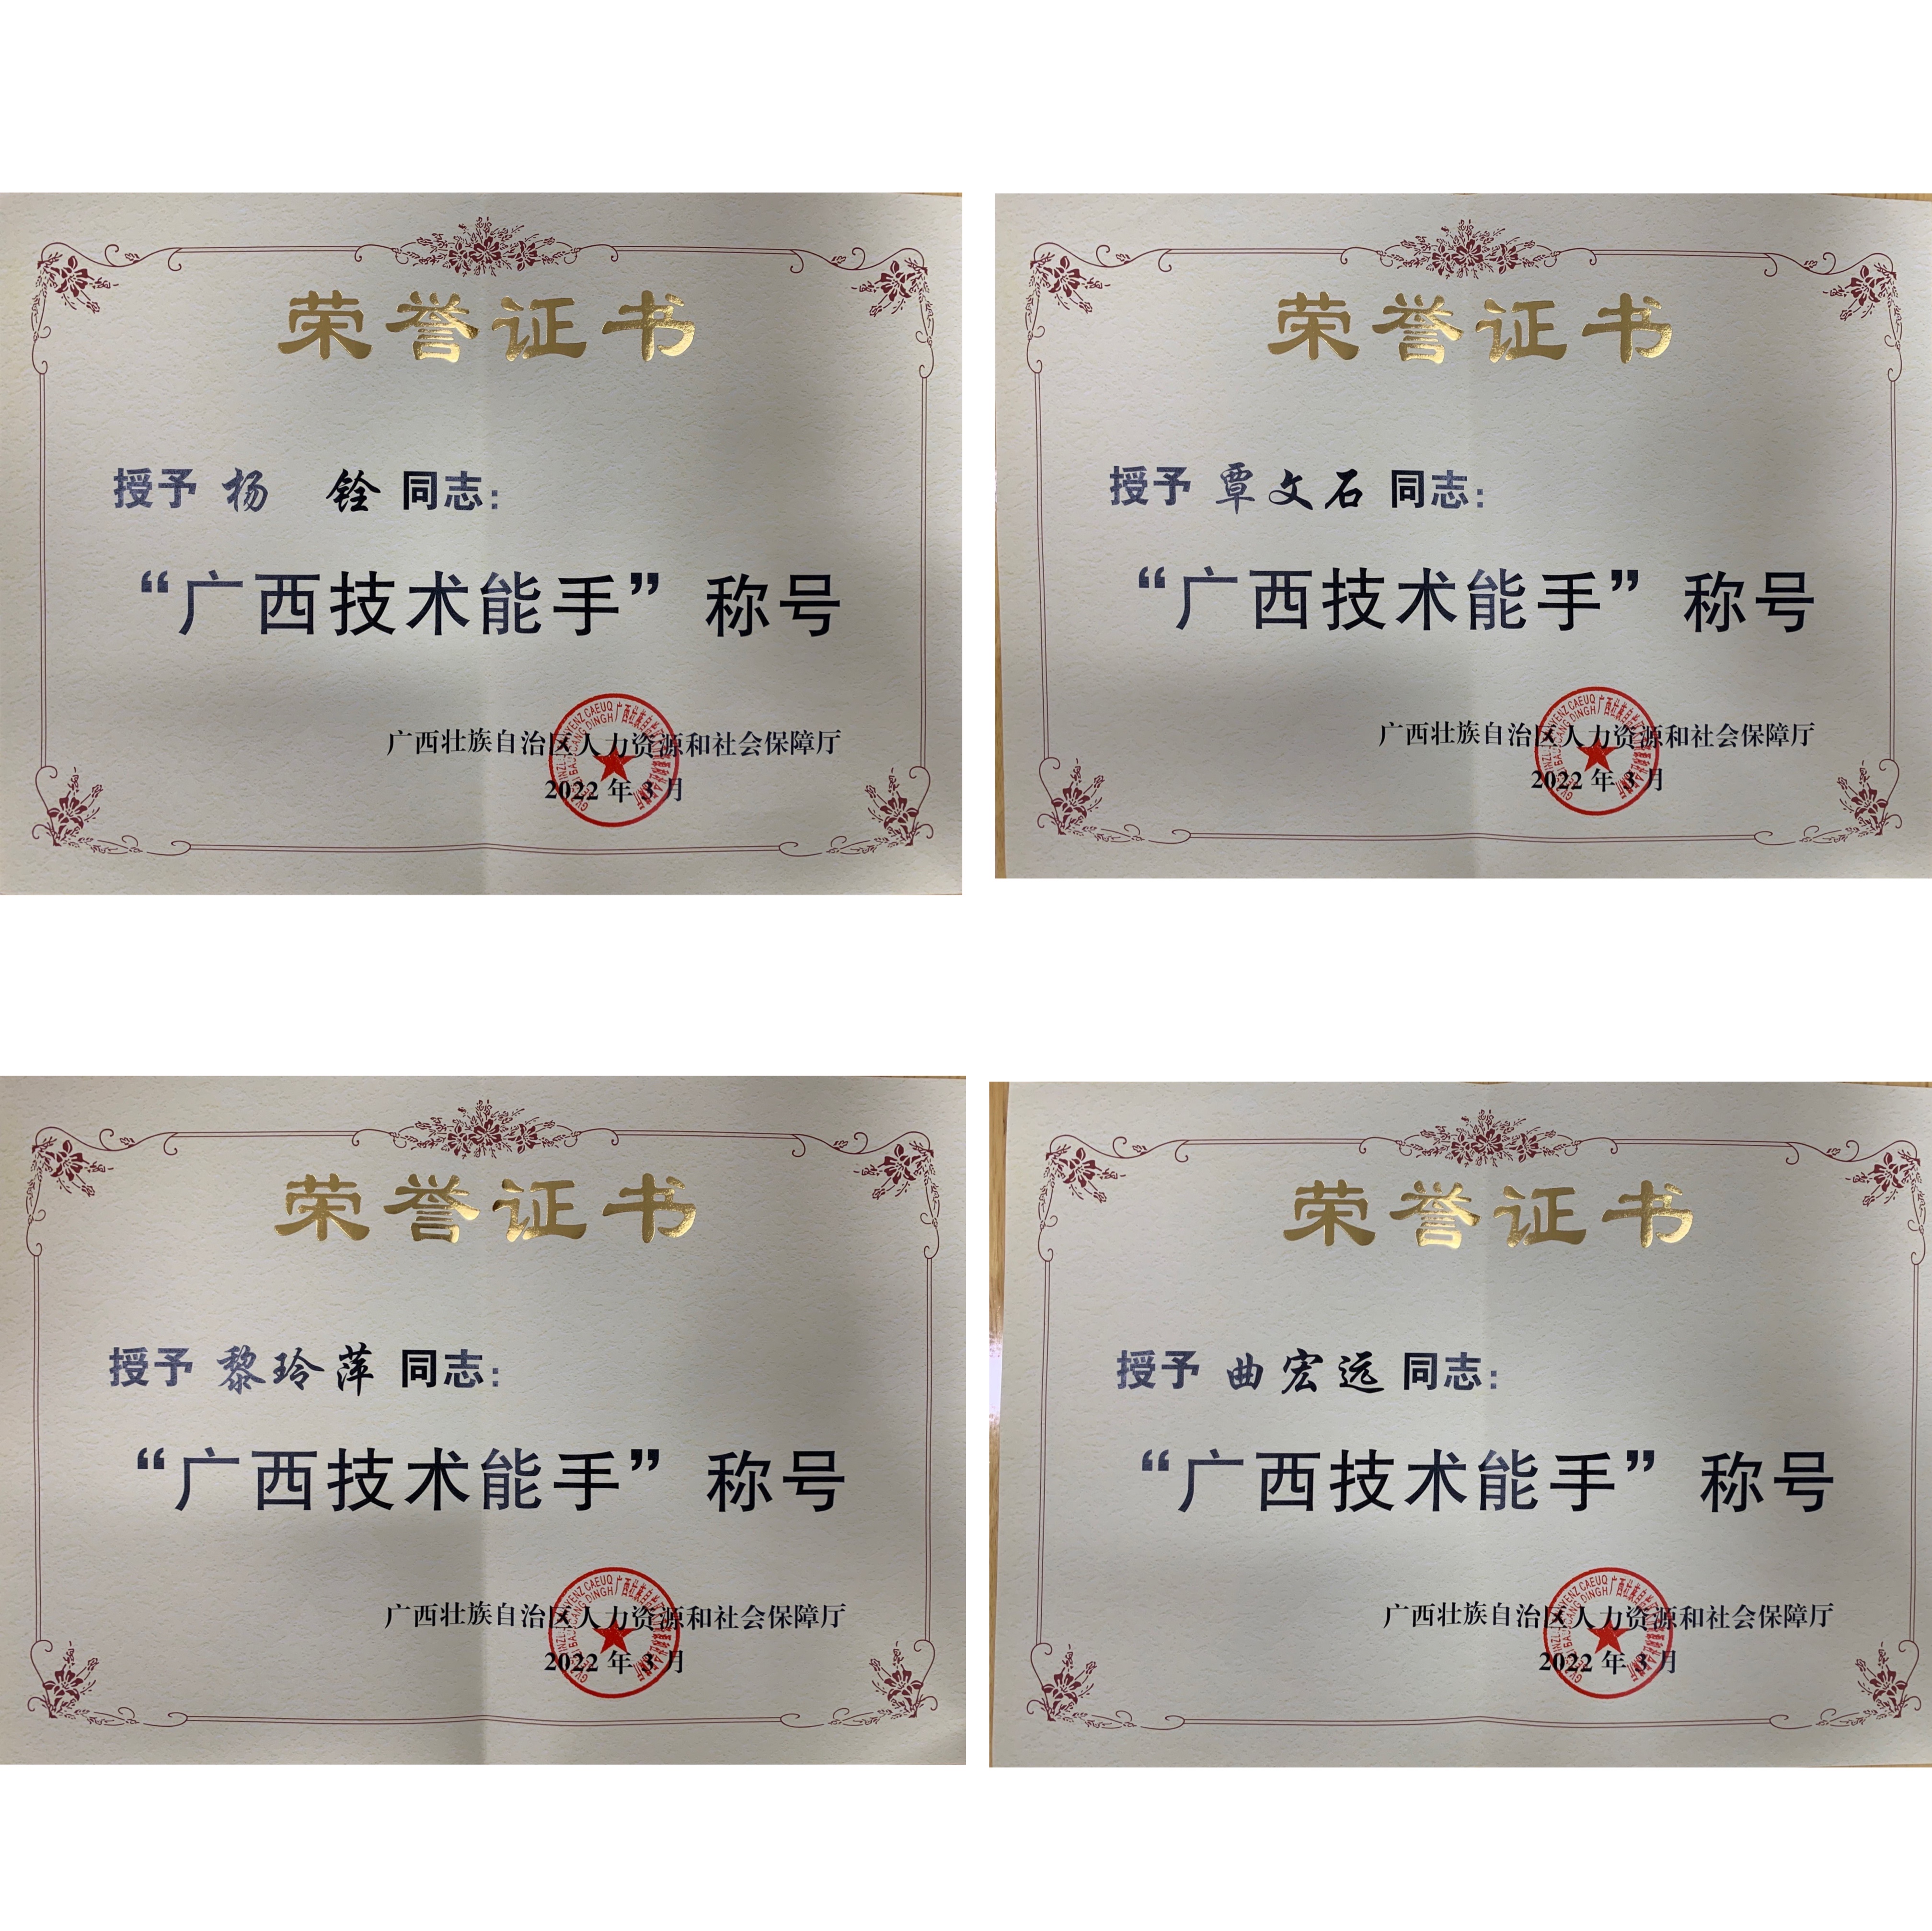 荣誉证书
授予 杨 铨 同志：
“广西技术能手”称号
广西壮族自治区人力资源和社会保障厅
2022 年 3 月
荣誉证书
授予 覃文石 同志：
“广西技术能手”称号
广西壮族自治区人力资源和社会保障厅
2022 年 3 月
荣誉证书
授予 黎玲萍 同志：
“广西技术能手”称号
广西壮族自治区人力资源和社会保障厅
2022 年 3 月
荣誉证书
授予 曲宏远 同志：
“广西技术能手”称号
广西壮族自治区人力资源和社会保障厅
2022 年 3 月